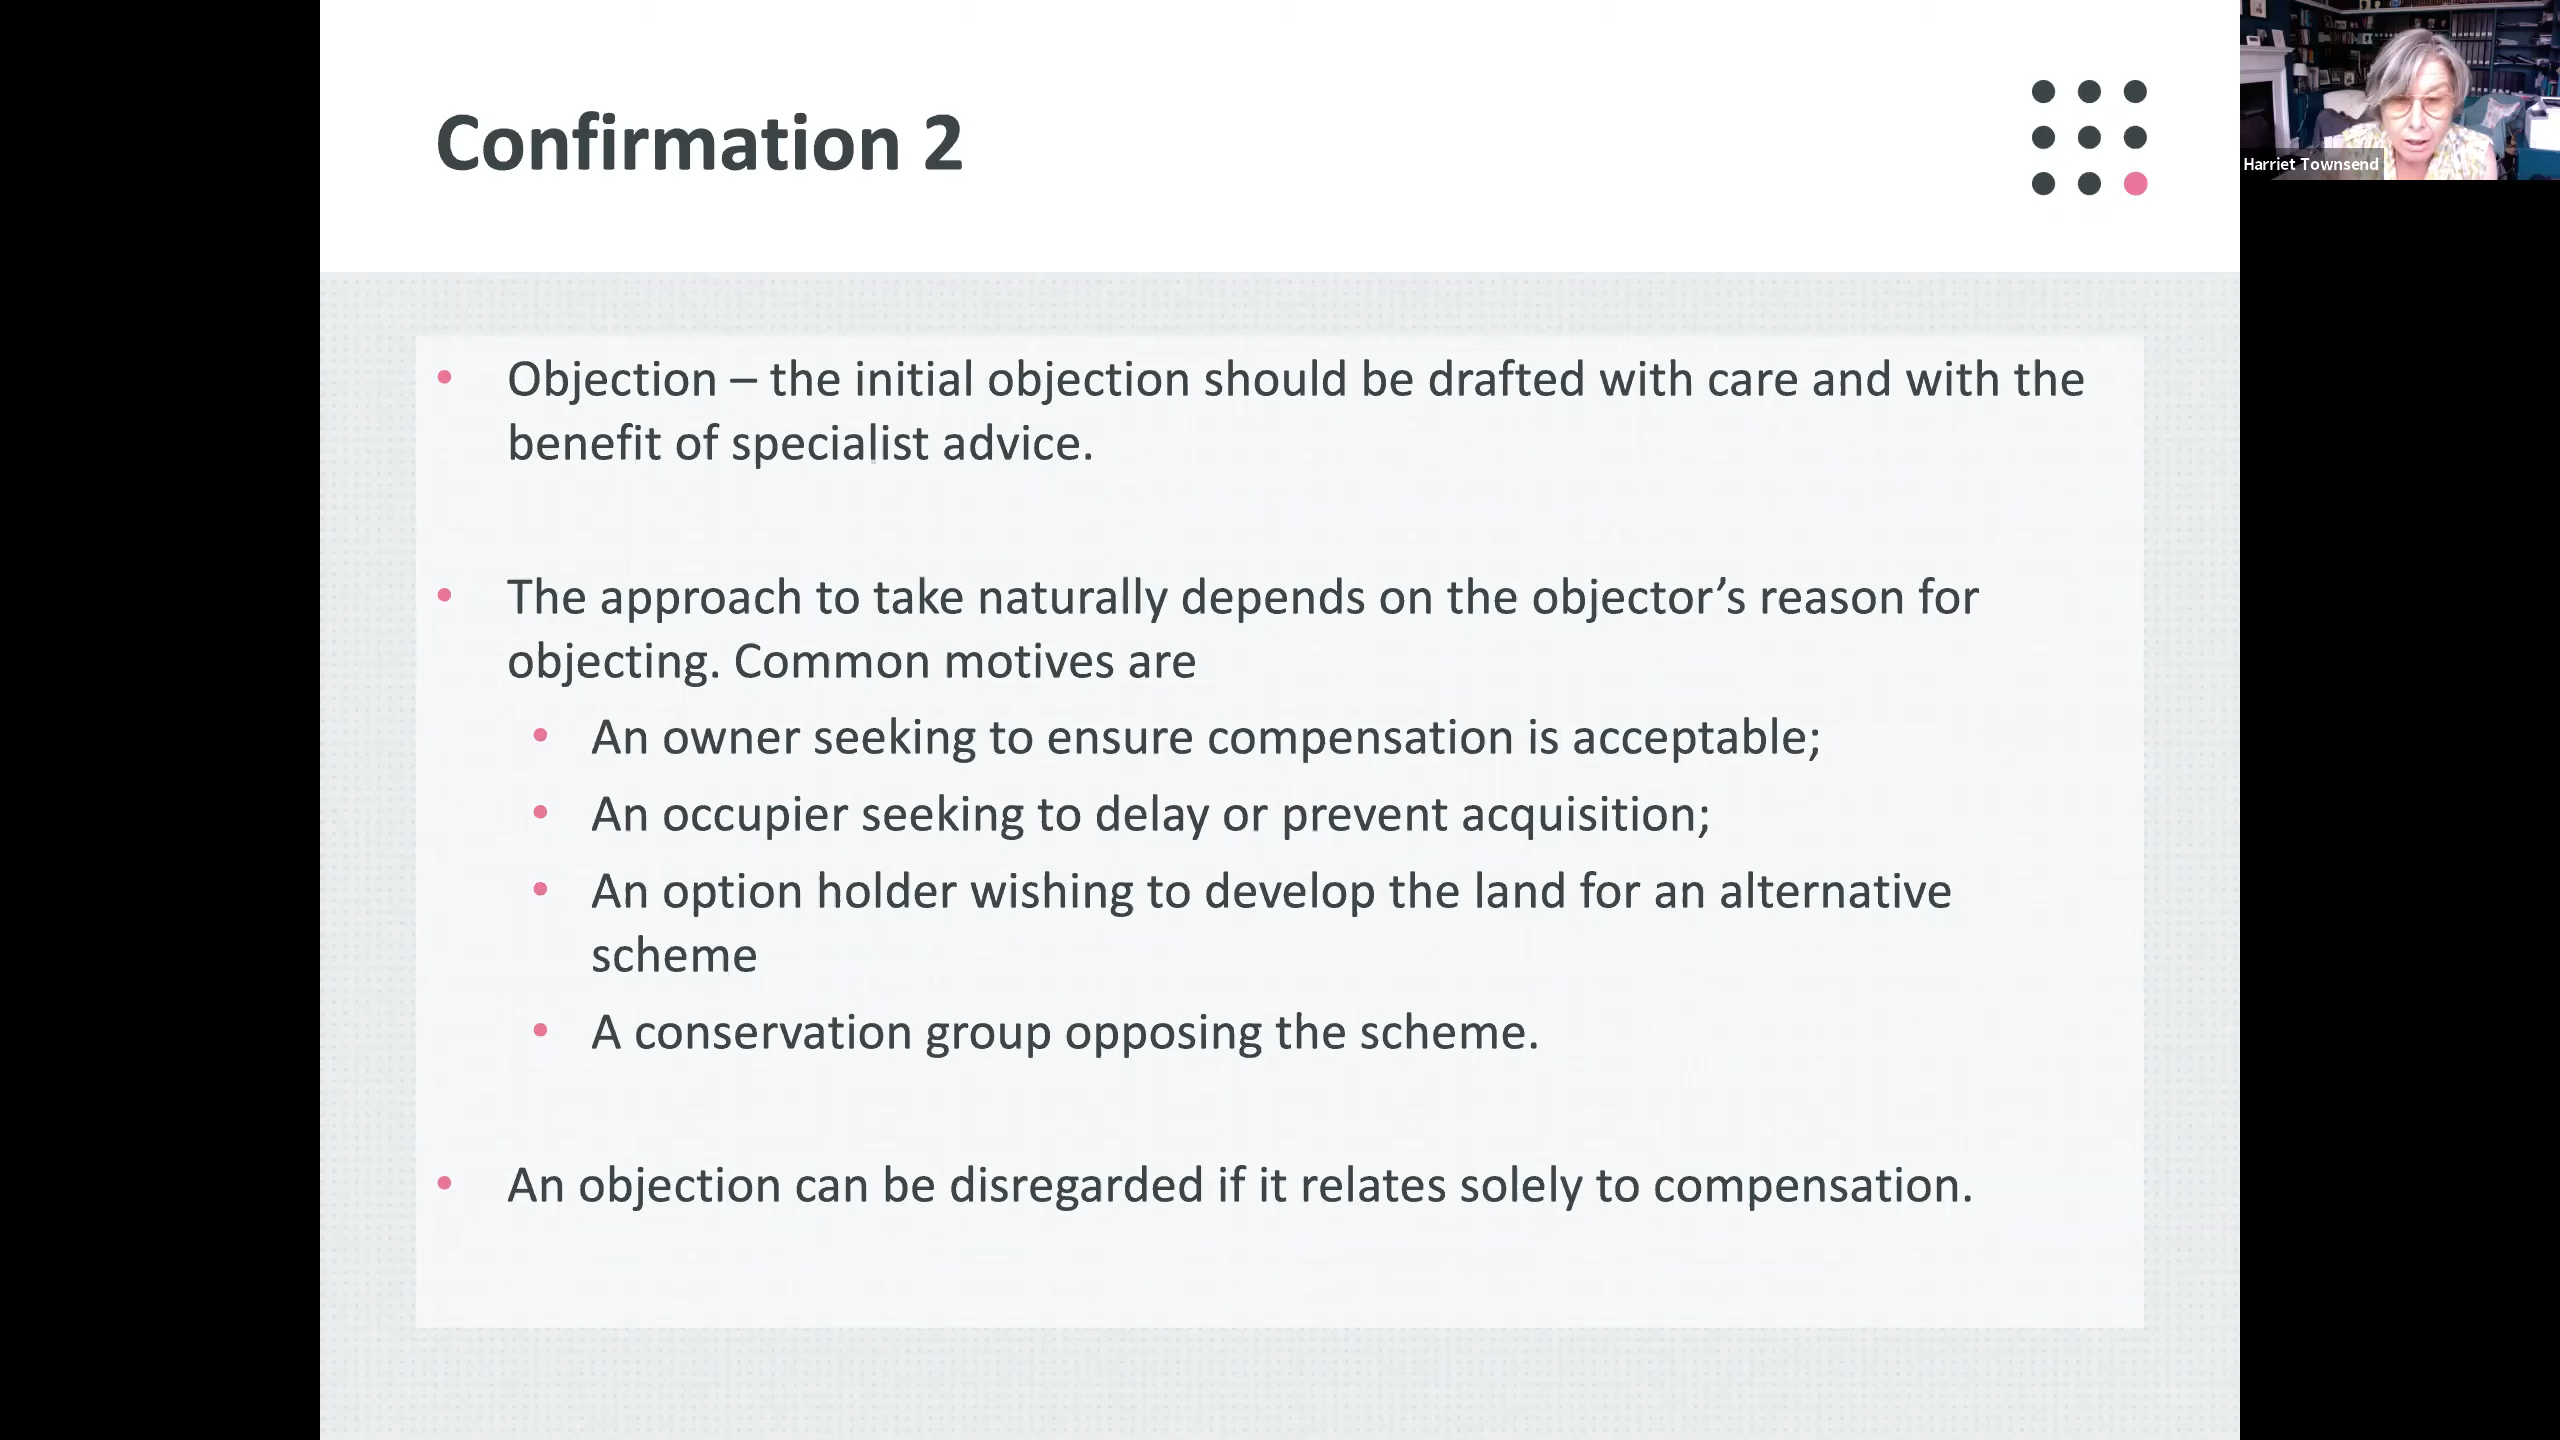 Confirmation 2
Harriet Townsend
• Objection – the initial objection should be drafted with care and with the
benefit of specialist advice.
• The approach to take naturally depends on the objector’s reason for
objecting. Common motives are
• An owner seeking to ensure compensation is acceptable;
• An occupier seeking to delay or prevent acquisition;
• An option holder wishing to develop the land for an alternative
scheme
• A conservation group opposing the scheme.
• An objection can be disregarded if it relates solely to compensation.